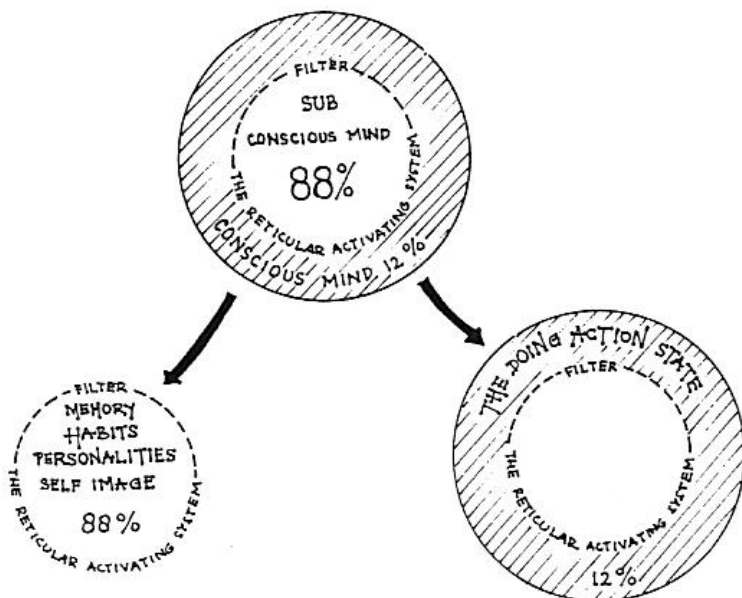 FILTER
SUB
CONSCIOUS MIND
88%
THE RETICULAR ACTIVATING SYSTEM
CONSCIOUS MIND 12%
FILTER
MEMORY
HABITS
PERSONALITIES
SELF IMAGE
88%
THE RETICULAR ACTIVATING SYSTEM
THE DOING ACTION STATE
FILTER
THE RETICULAR ACTIVATING SYSTEM
12%